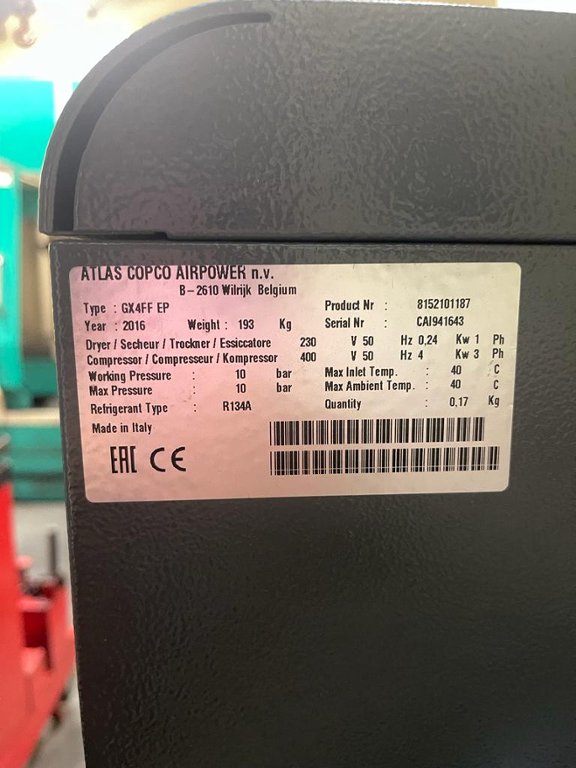 ATLAS COPCO AIRPOWER n.v.
B-2610 Wilrijk Belgium
Type : GX4FF EP Product Nr : 8152101187
Year : 2016 Weight : 193 Kg Serial Nr : CAI941643
Dryer / Secheur / Trockner / Essiccatore 230 V 50 Hz 0,24 Kw 1 Ph
Compressor / Compresseur / Kompressor 400 V 50 Hz 4 Kw 3 Ph
Working Pressure : 10 bar Max Inlet Temp. : 40 C
Max Pressure : 10 bar Max Ambient Temp. : 40 C
Refrigerant Type : R134A Quantity : 0,17 Kg
Made in Italy
EAC CE